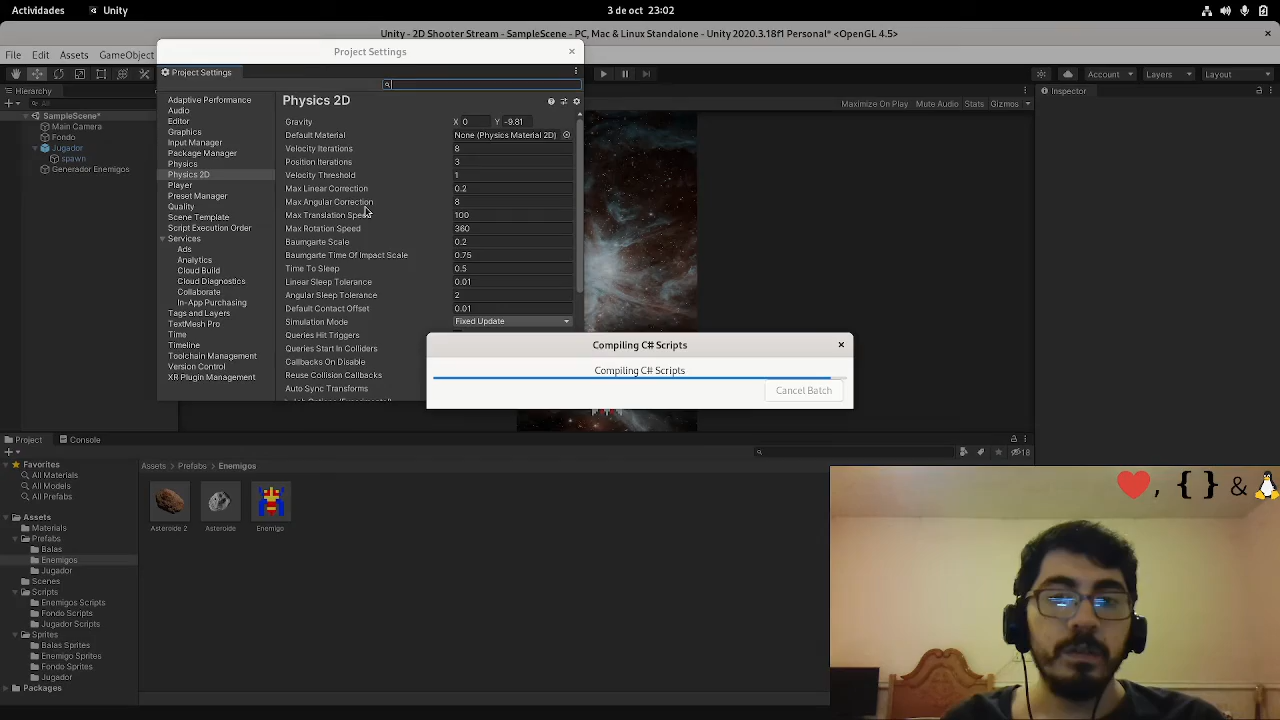 Actividades
Unity
3 de oct 23:02
Unity - 2D Shooter Stream - SampleScene - PC, Mac & Linux Standalone - Unity 2020.3.18f1 Personal* <OpenGL 4.5>
File Edit Assets GameObject
Project Settings
Account Layers Layout
Hierarchy
All
SampleScene*
Main Camera
Fondo
Jugador
spawn
Generador Enemigos
Project Settings
Adaptive Performance
Audio
Editor
Graphics
Input Manager
Package Manager
Physics
Physics 2D
Player
Preset Manager
Quality
Scene Template
Script Execution Order
Services
Ads
Analytics
Cloud Build
Cloud Diagnostics
Collaborate
In-App Purchasing
Tags and Layers
TextMesh Pro
Time
Timeline
Toolchain Management
Version Control
XR Plugin Management
Physics 2D
Gravity X 0 Y -9.81
Default Material None (Physics Material 2D)
Velocity Iterations 8
Position Iterations 3
Velocity Threshold 1
Max Linear Correction 0.2
Max Angular Correction 8
Max Translation Speed 100
Max Rotation Speed 360
Baumgarte Scale 0.2
Baumgarte Time Of Impact Scale 0.75
Time To Sleep 0.5
Linear Sleep Tolerance 0.01
Angular Sleep Tolerance 2
Default Contact Offset 0.01
Simulation Mode Fixed Update
Queries Hit Triggers
Queries Start In Colliders
Callbacks On Disable
Reuse Collision Callbacks
Auto Sync Transforms
Maximize On Play Mute Audio Stats Gizmos
Inspector
Compiling C# Scripts
Compiling C# Scripts
Cancel Batch
Project Console
18
Favorites
All Materials
All Models
All Prefabs
Assets
Materials
Prefabs
Balas
Enemigos
Jugador
Scenes
Scripts
Enemigos Scripts
Fondo Scripts
Jugador Scripts
Sprites
Balas Sprites
Enemigo Sprites
Fondo Sprites
Jugador
Packages
Assets Prefabs Enemigos
Asteroide 2 Asteroide Enemigo
, { } &